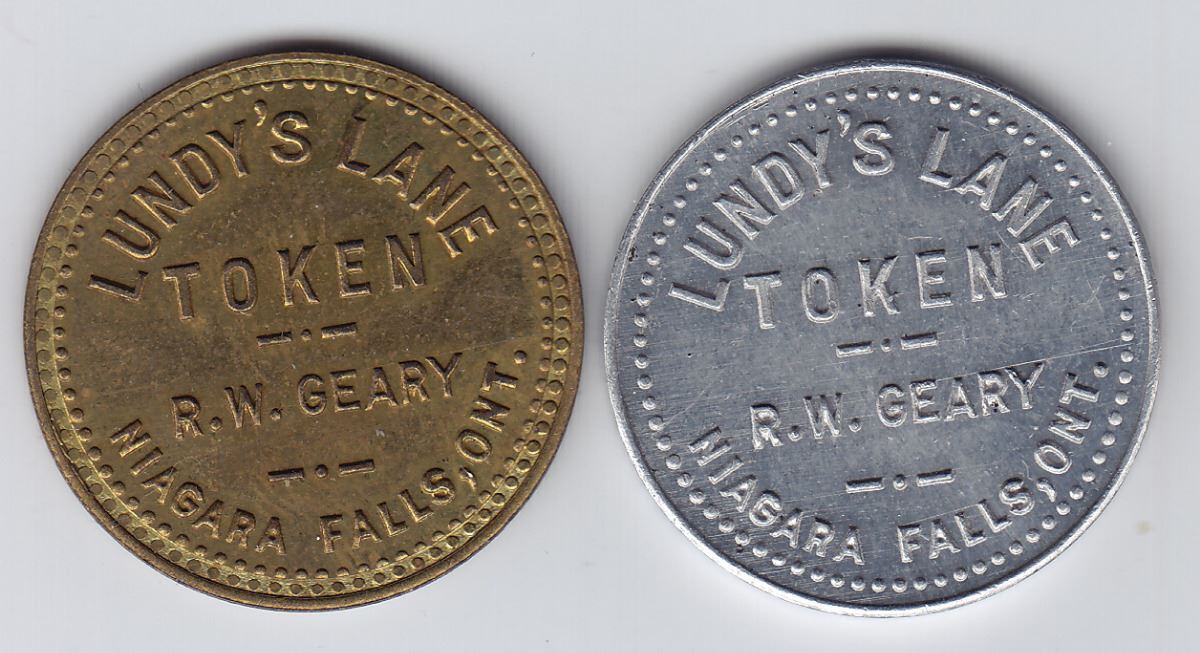 LUNDY'S LANE
TOKEN
R.W. GEARY
NIAGARA FALLS, ONT.
LUNDY'S LANE
TOKEN
R.W. GEARY
NIAGARA FALLS, ONT.